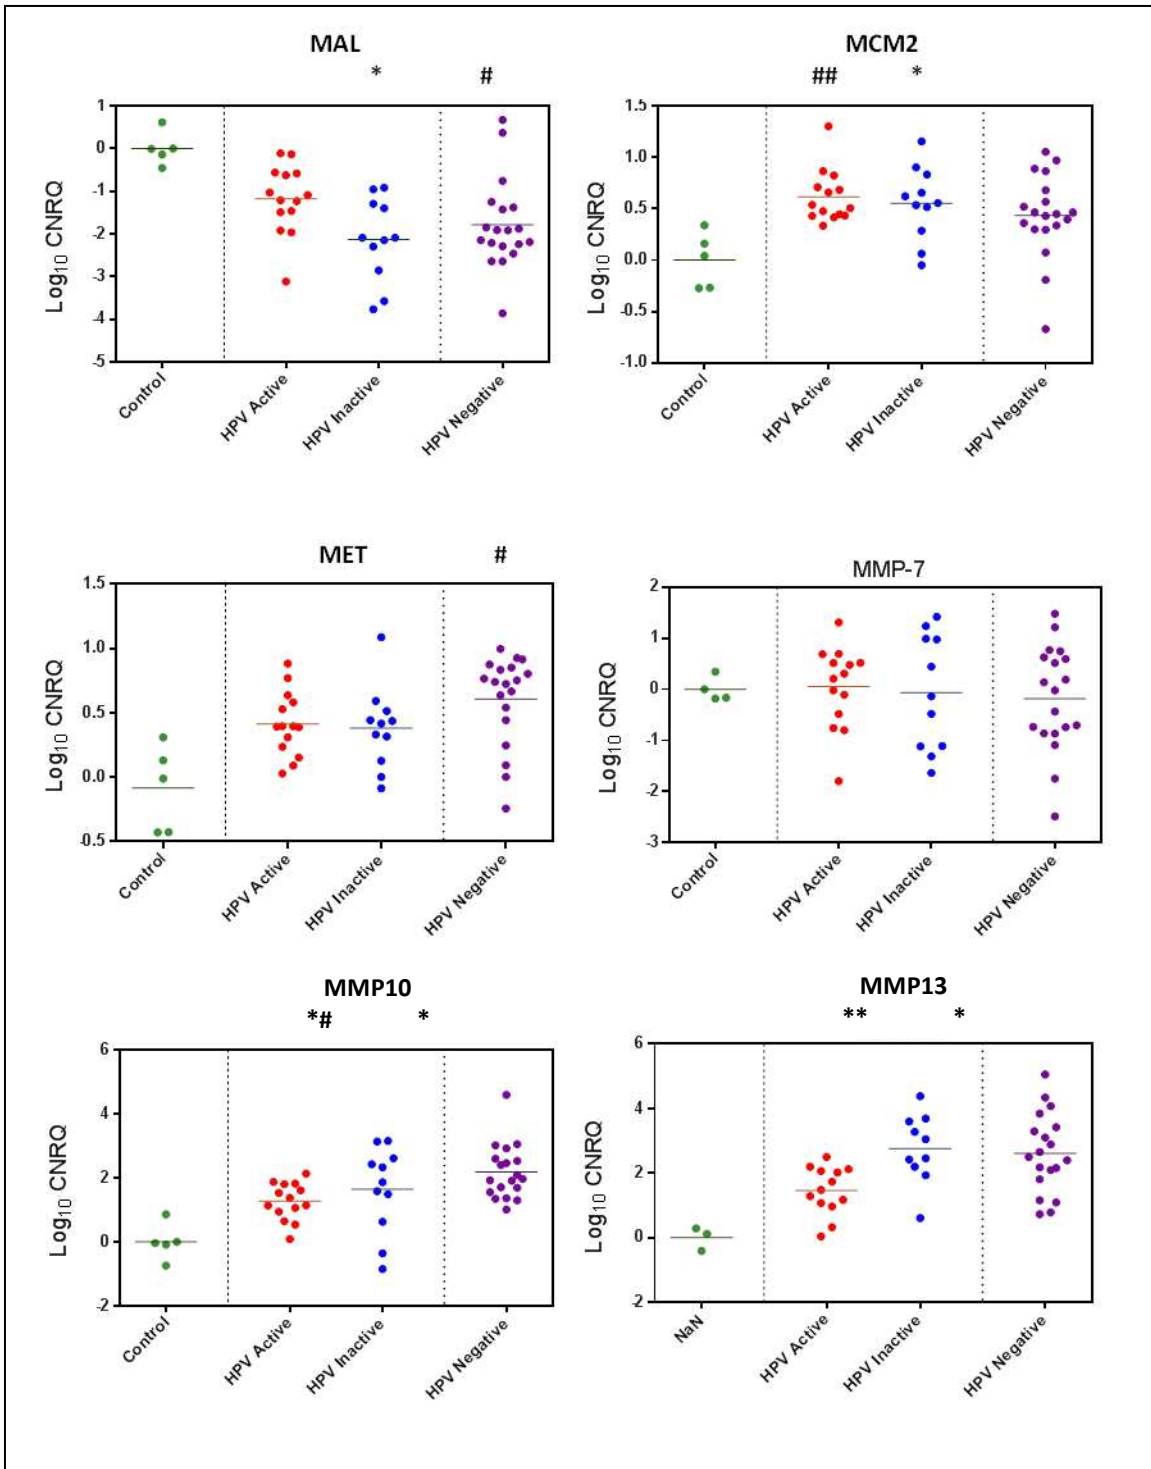 MAL
* #
1
0
-1
-2
-3
-4
-5
Log10 CNRQ
Control
HPV Active
HPV Inactive
HPV Negative
MCM2
## *
1.5
1.0
0.5
0.0
0.5
-1.0
Log10 CNRQ
Control
HPV Active
HPV Inactive
HPV Negative
MET #
1.5
1.0
0.5
0.0
0.5
Log10 CNRQ
Control
HPV Active
HPV Inactive
HPV Negative
MMP-7
2
1
0
-1
-2
-3
Log10 CNRQ
Control
HPV Active
HPV Inactive
HPV Negative
MMP10
*# *
6
4
2
0
-2
Log10 CNRQ
Control
HPV Active
HPV Inactive
HPV Negative
MMP13
** *
6
4
2
0
-2
Log10 CNRQ
NaN
HPV Active
HPV Inactive
HPV Negative